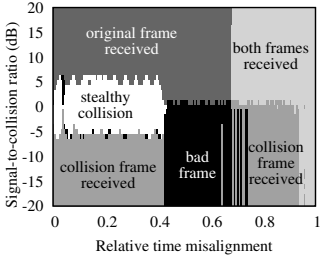 Signal-to-collision ratio (dB)
20
15
10
5
0
-5
-10
-15
-20
original frame
received
both frames
received
stealthy
collision
collision frame
received
bad
frame
collision
frame
received
0
0.2
0.4
0.6
0.8
1
Relative time misalignment